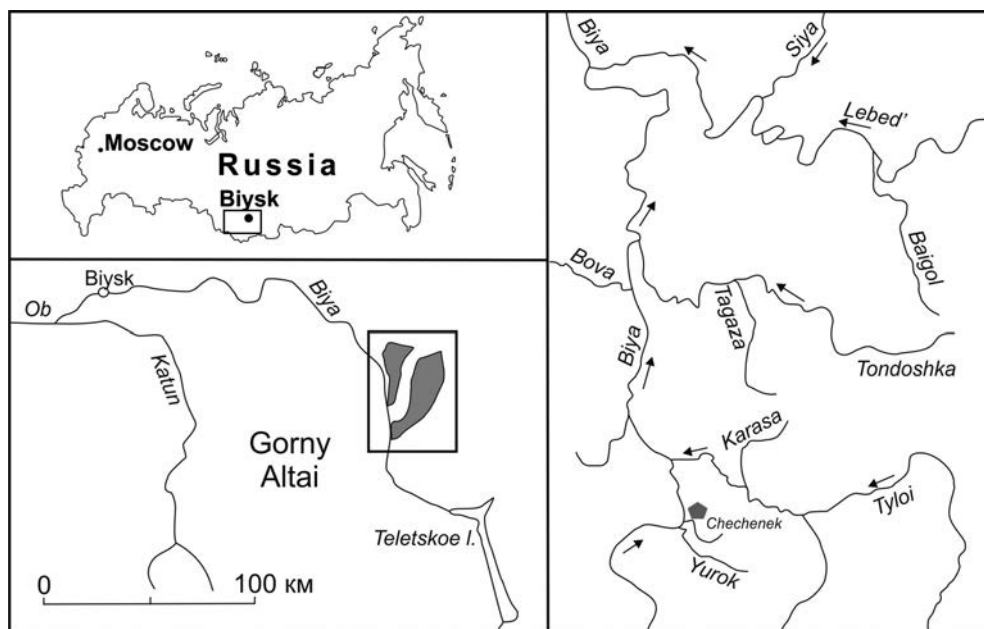 Moscow
Russia
Biysk
Biysk
Ob
Biya
Katun
Gorny
Altai
Teletskoe l.
0
100 км
Biya
Siya
Lebed'
Baigol
Bova
Tagaza
Biya
Tondoshka
Karasa
Tyloi
Chechenek
Yurok